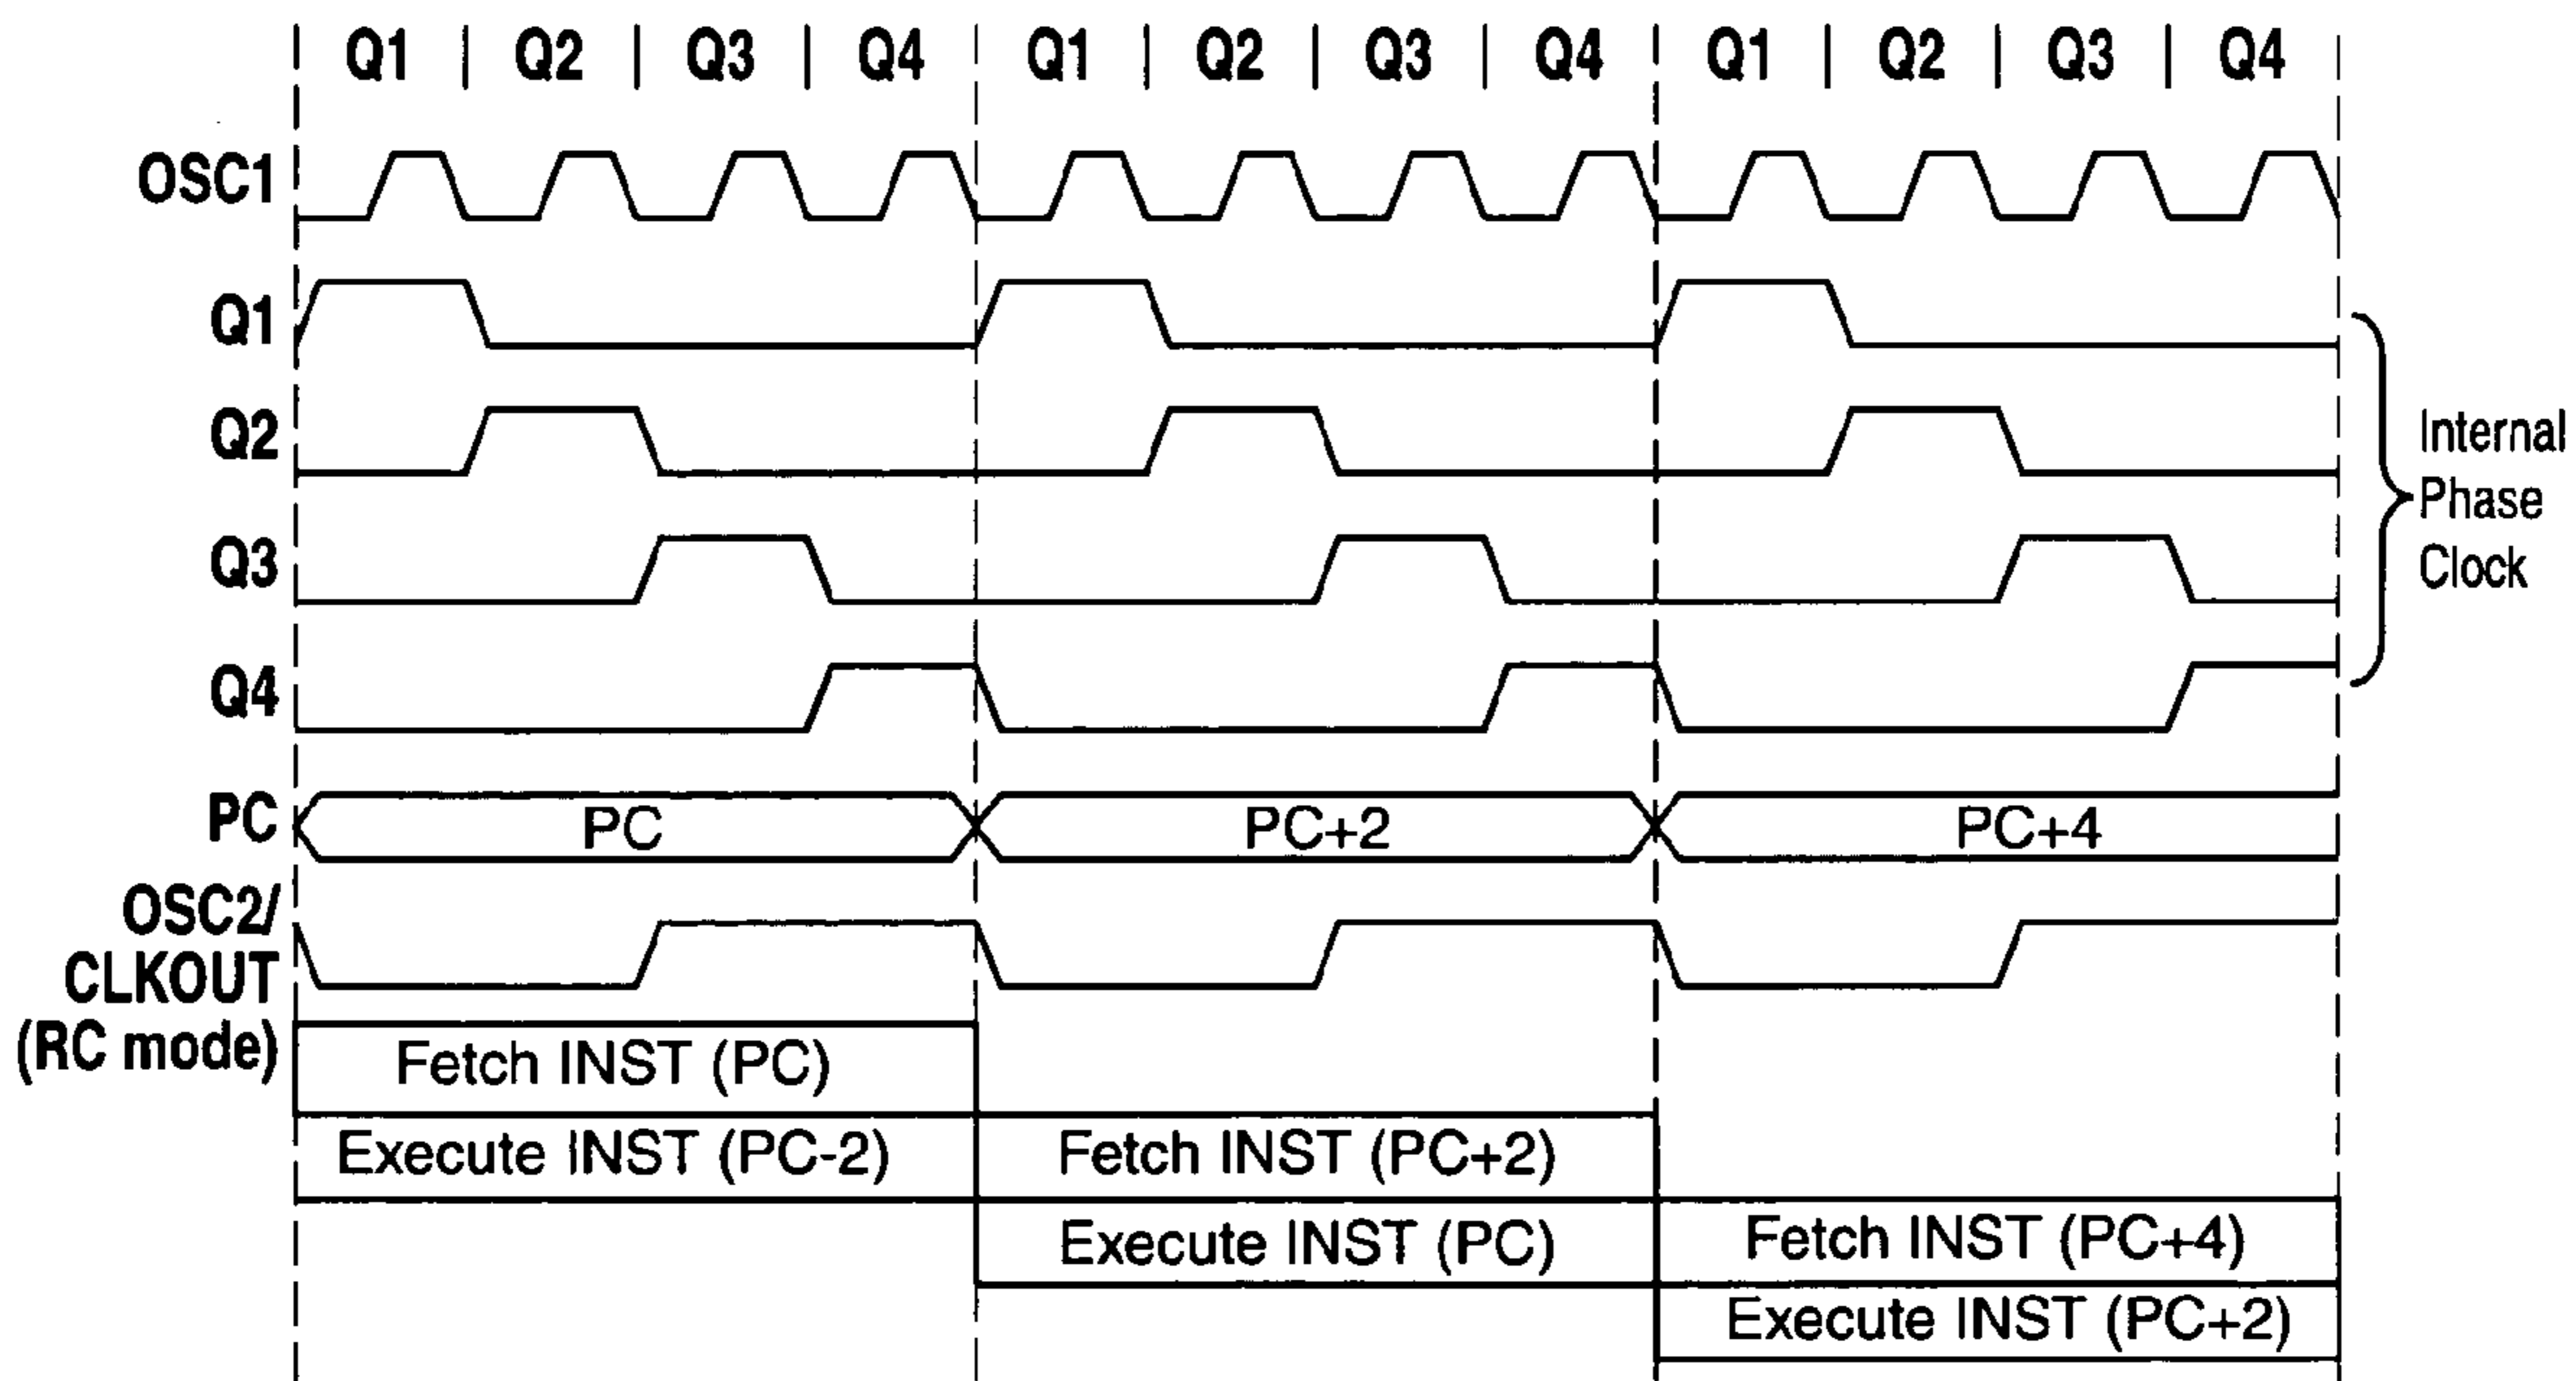 Q1 | Q2 | Q3 | Q4 | Q1 | Q2 | Q3 | Q4 | Q1 | Q2 | Q3 | Q4
OSC1
Q1
Q2
Q3
Q4
Internal
Phase
Clock
PC
PC
PC+2
PC+4
OSC2/
CLKOUT
(RC mode)
Fetch INST (PC)
Execute INST (PC-2)
Fetch INST (PC+2)
Execute INST (PC)
Fetch INST (PC+4)
Execute INST (PC+2)